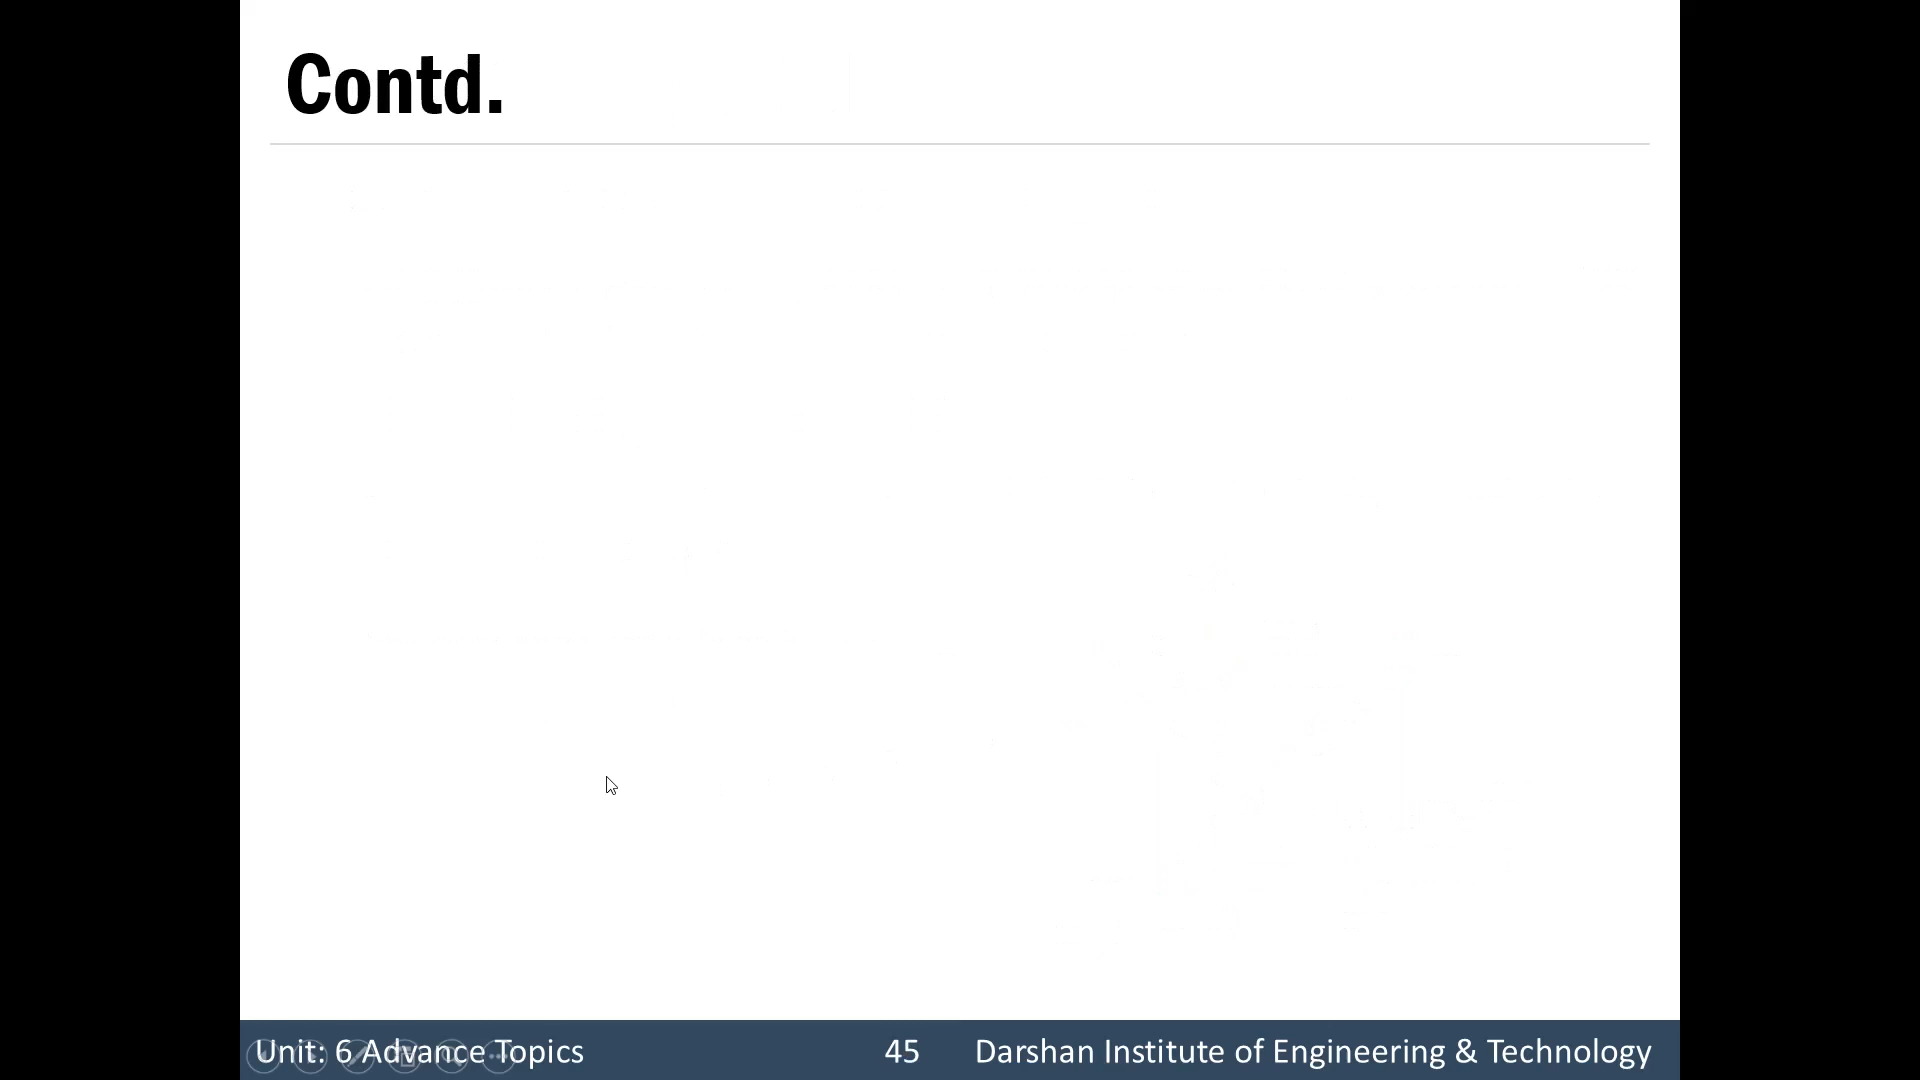 Contd.
Unit: 6 Advance Topics
45
Darshan Institute of Engineering & Technology